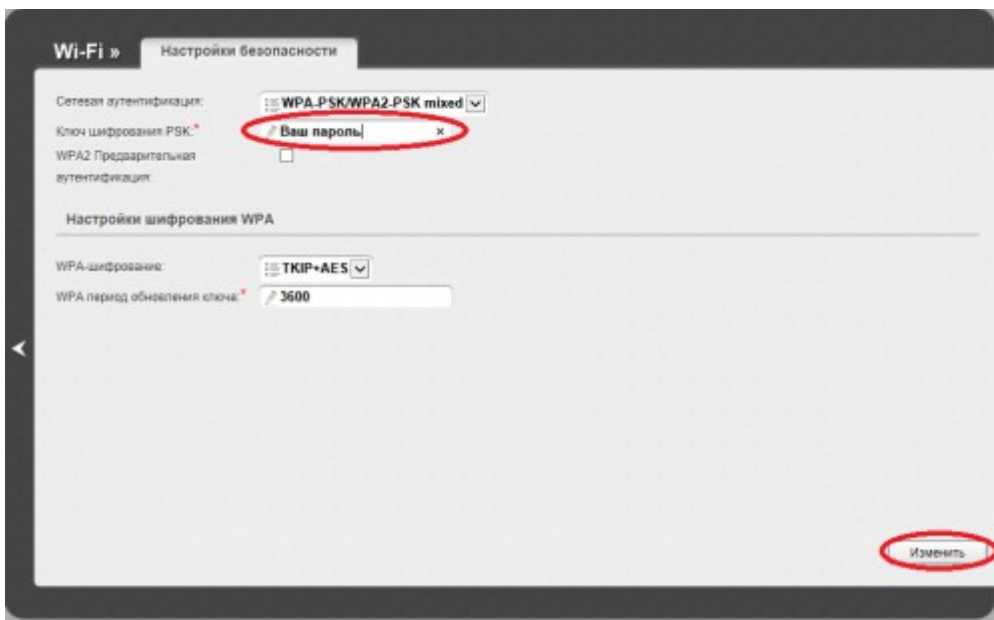 Wi-Fi » Настройки безопасности
Сетевая аутентификация: WPA-PSK/WPA2-PSK mixed
Ключ шифрования PSK:* Ваш пароль ×
WPA2 Предварительная
аутентификация:
Настройки шифрования WPA
WPA-шифрование: TKIP+AES
WPA период обновления ключа:* 3600
Изменить